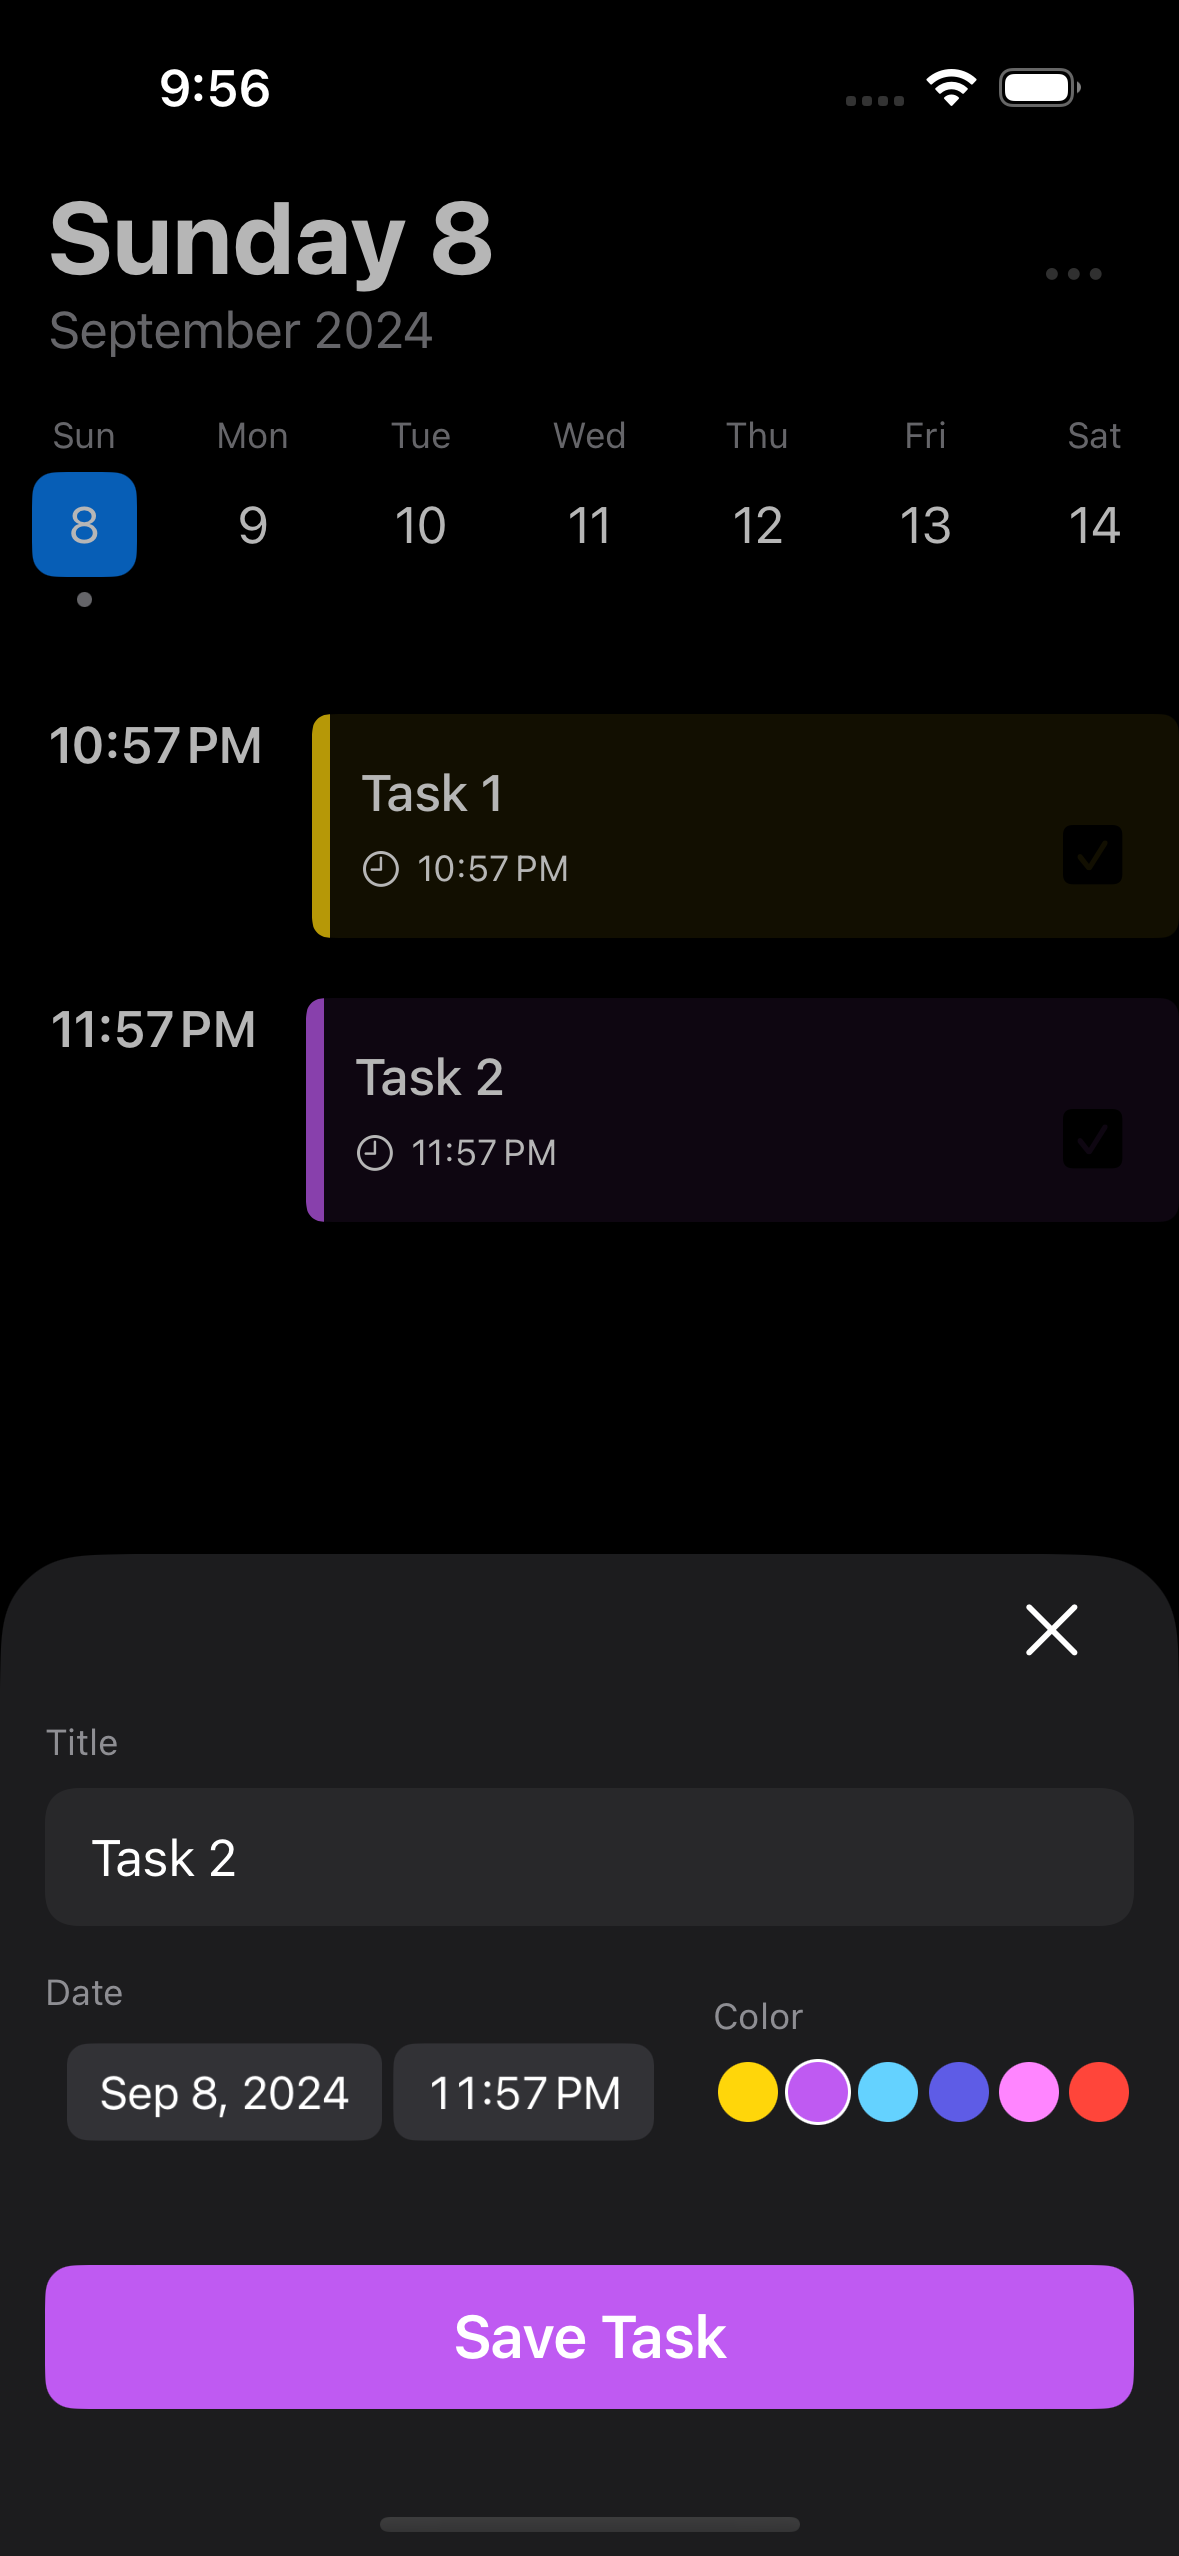 9:56
Sunday 8
September 2024
Sun Mon Tue Wed Thu Fri Sat
8 9 10 11 12 13 14
10:57 PM
Task 1
10:57 PM
11:57 PM
Task 2
11:57 PM
Title
Task 2
Date
Color
Sep 8, 2024 11:57 PM
Save Task